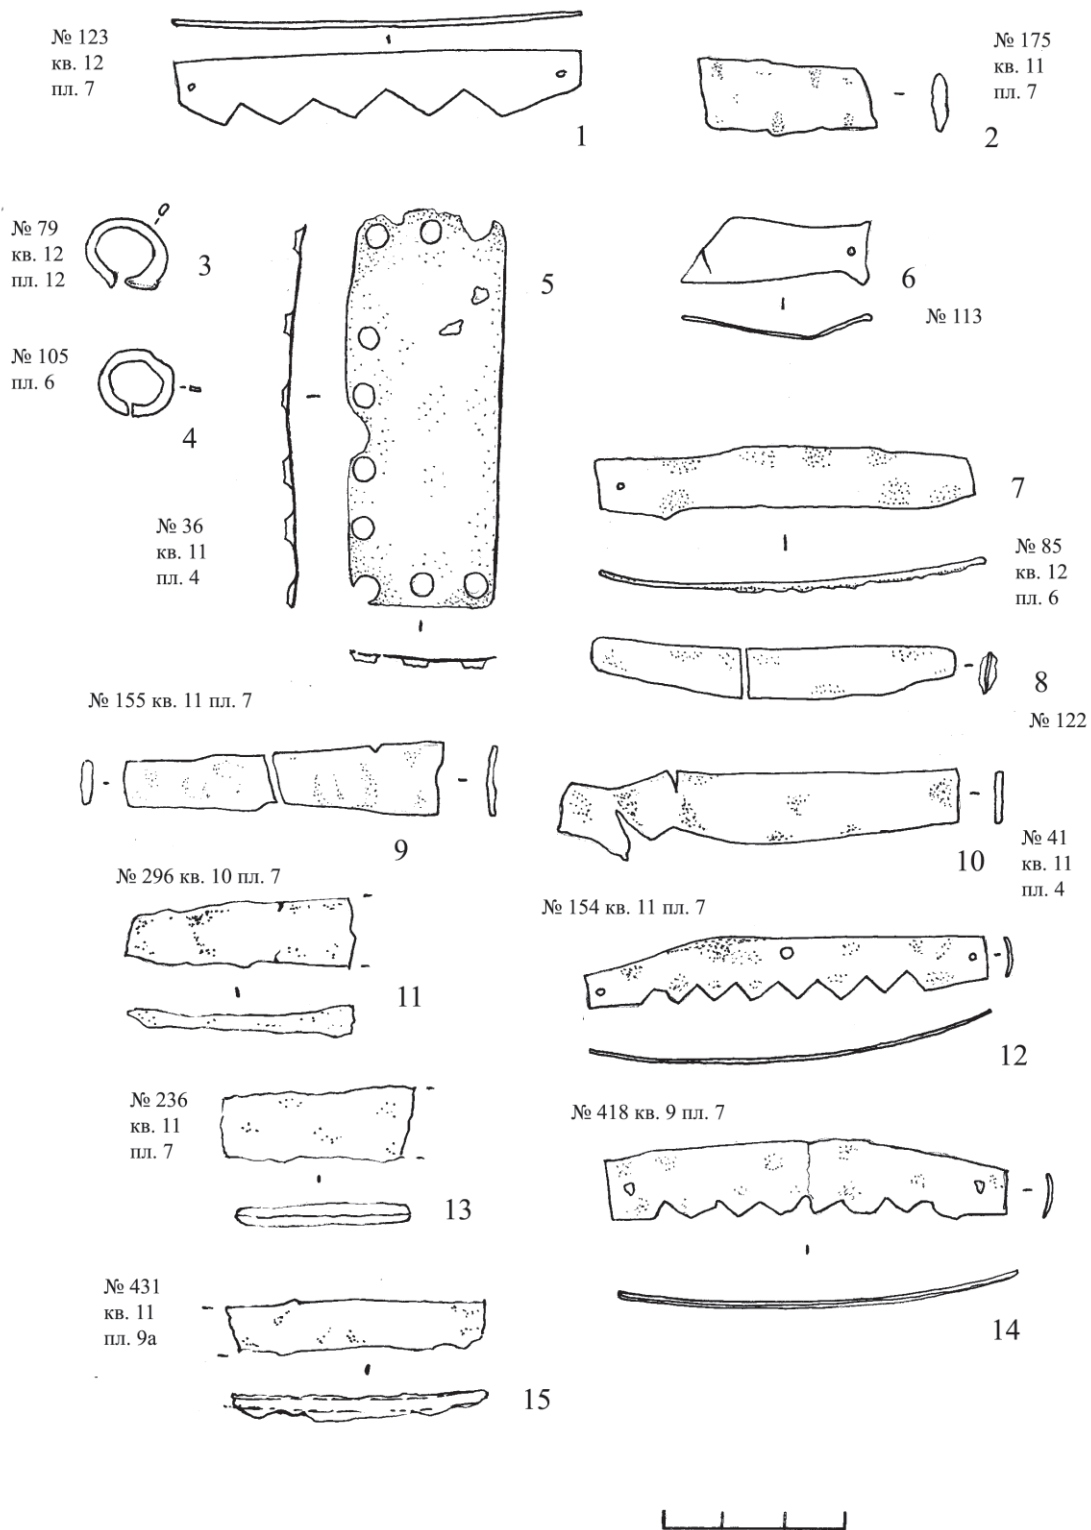 № 123
кв. 12
пл. 7
1
№ 175
кв. 11
пл. 7
2
№ 79
кв. 12
пл. 12
3
№ 105
пл. 6
4
5
№ 36
кв. 11
пл. 4
6
№ 113
7
№ 85
кв. 12
пл. 6
8
№ 122
№ 155 кв. 11 пл. 7
9
10
№ 41
кв. 11
пл. 4
№ 296 кв. 10 пл. 7
11
№ 154 кв. 11 пл. 7
12
№ 236
кв. 11
пл. 7
13
№ 418 кв. 9 пл. 7
14
№ 431
кв. 11
пл. 9а
15